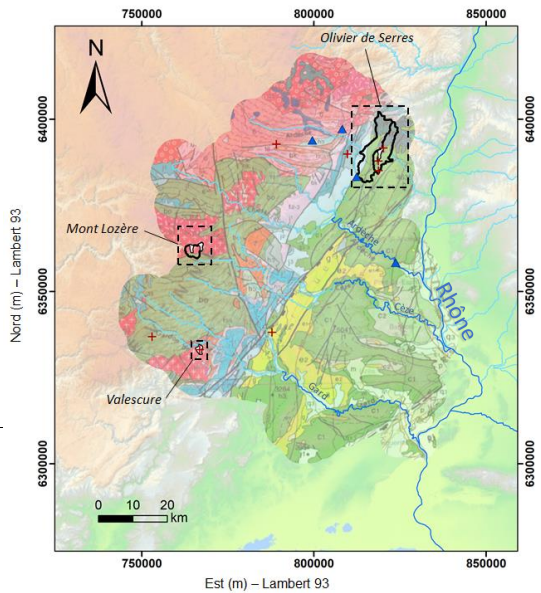 750000
800000
850000
Olivier de Serres
N
6400000
6400000
Mont Lozère
Ardèche
6350000
Nord (m) – Lambert 93
6350000
Rhône
Cèze
Valescure
Gard
6300000
6300000
0 10 20
km
750000
800000
850000
Est (m) – Lambert 93